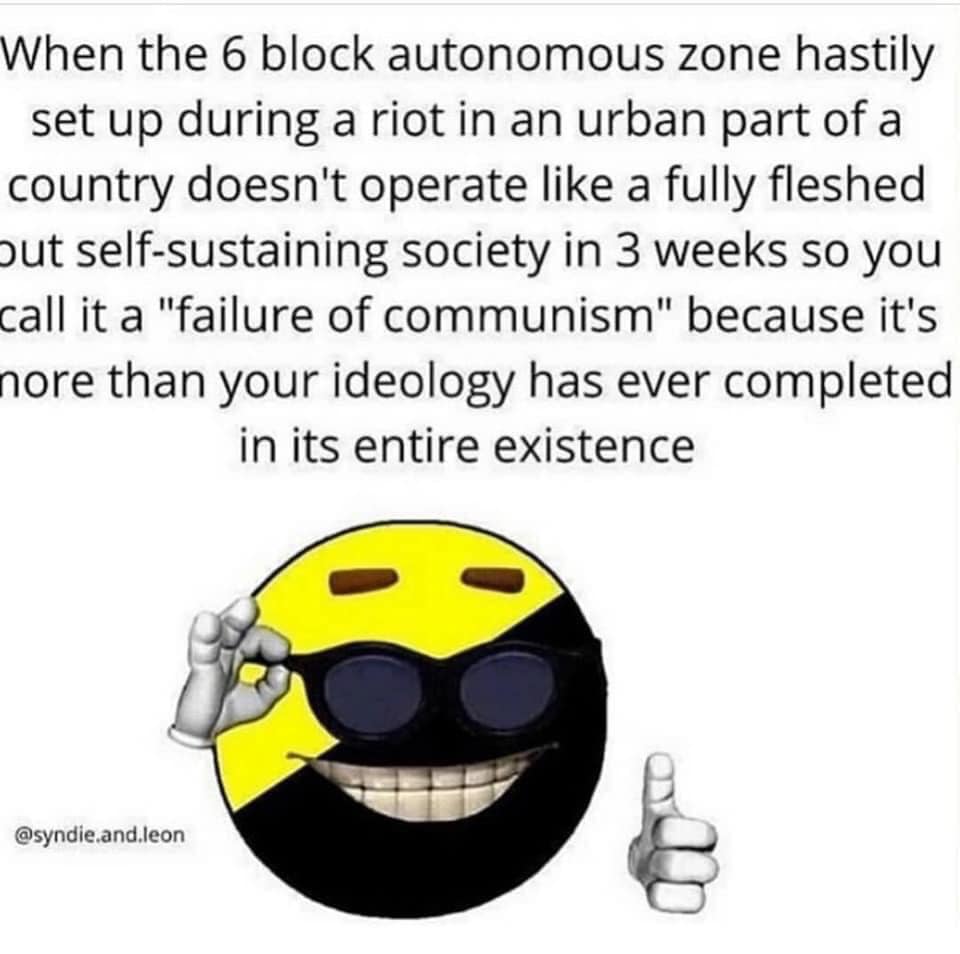 When the 6 block autonomous zone hastily
set up during a riot in an urban part of a
country doesn't operate like a fully fleshed
out self-sustaining society in 3 weeks so you
call it a "failure of communism" because it's
more than your ideology has ever completed
in its entire existence
@syndie.and.leon